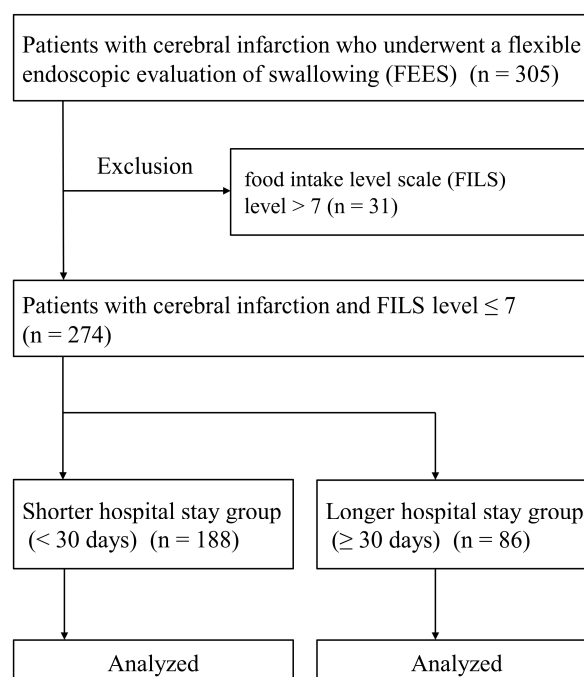 Patients with cerebral infarction who underwent a flexible
endoscopic evaluation of swallowing (FEES)  (n = 305)
Exclusion
food intake level scale (FILS)
level > 7 (n = 31)
Patients with cerebral infarction and FILS level ≤ 7
(n = 274)
Shorter hospital stay group
(< 30 days)  (n = 188)
Longer hospital stay group
(≥ 30 days)  (n = 86)
Analyzed
Analyzed